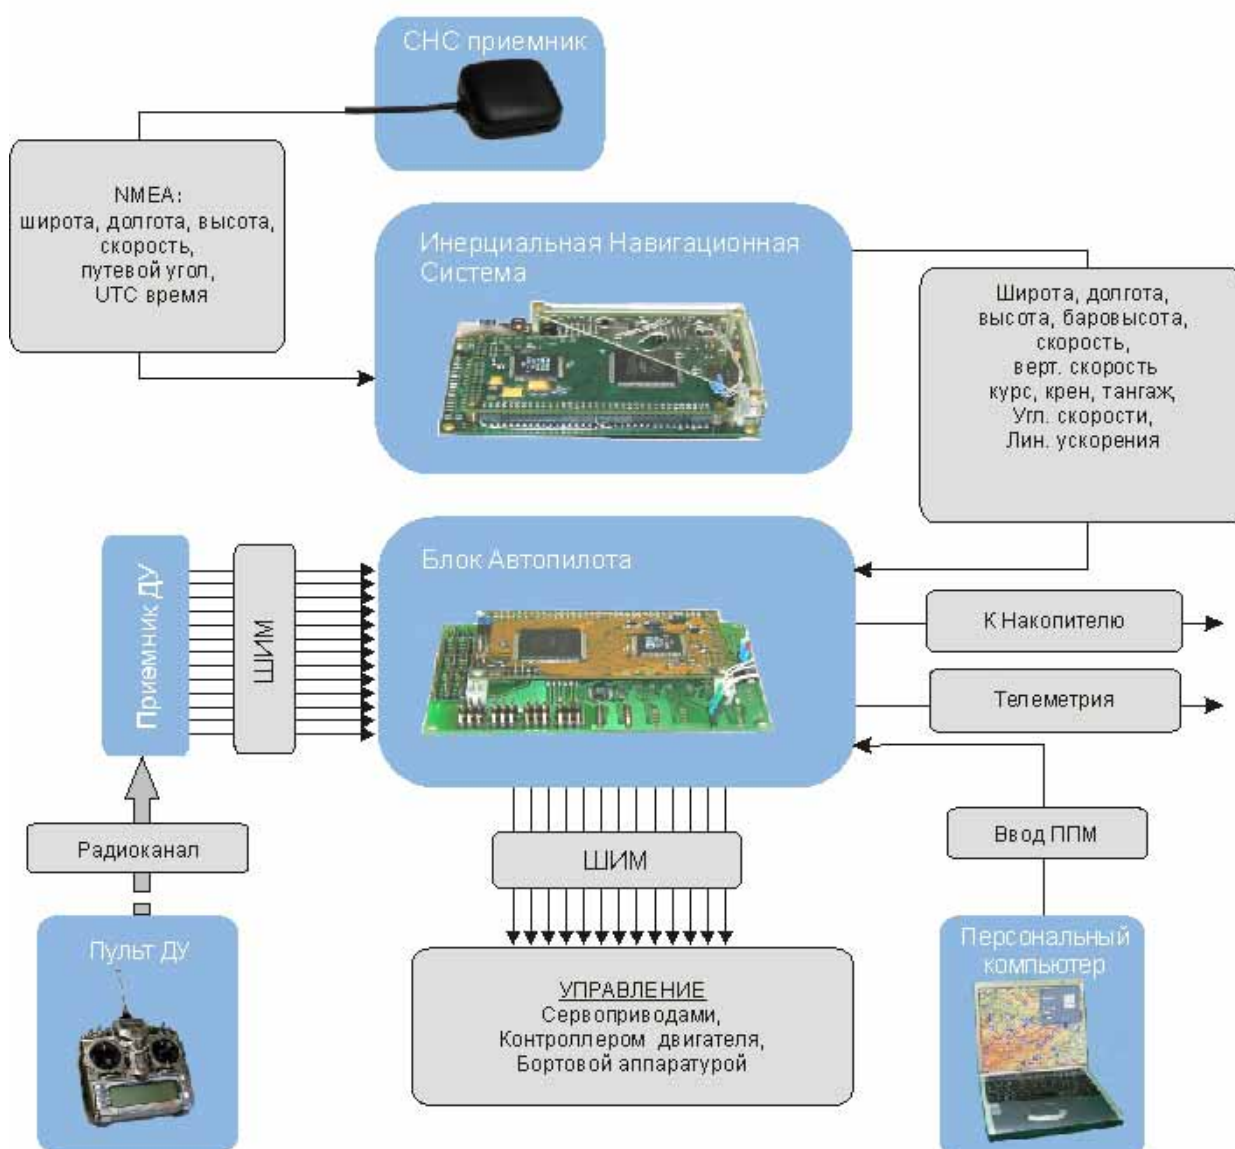 СНС приемник
NMEA:
широта, долгота, высота,
скорость,
путевой угол,
UTC время
Инерциальная Навигационная
Система
Широта, долгота,
высота, баровысота,
скорость,
верт. скорость
курс, крен, тангаж,
Угл. скорости,
Лин. ускорения
Приемник ДУ
ШИМ
Блок Автопилота
К Накопителю
Телеметрия
Радиоканал
ШИМ
Ввод ППМ
Пульт ДУ
УПРАВЛЕНИЕ
Сервоприводами,
Контроллером двигателя,
Бортовой аппаратурой
Персональный
компьютер